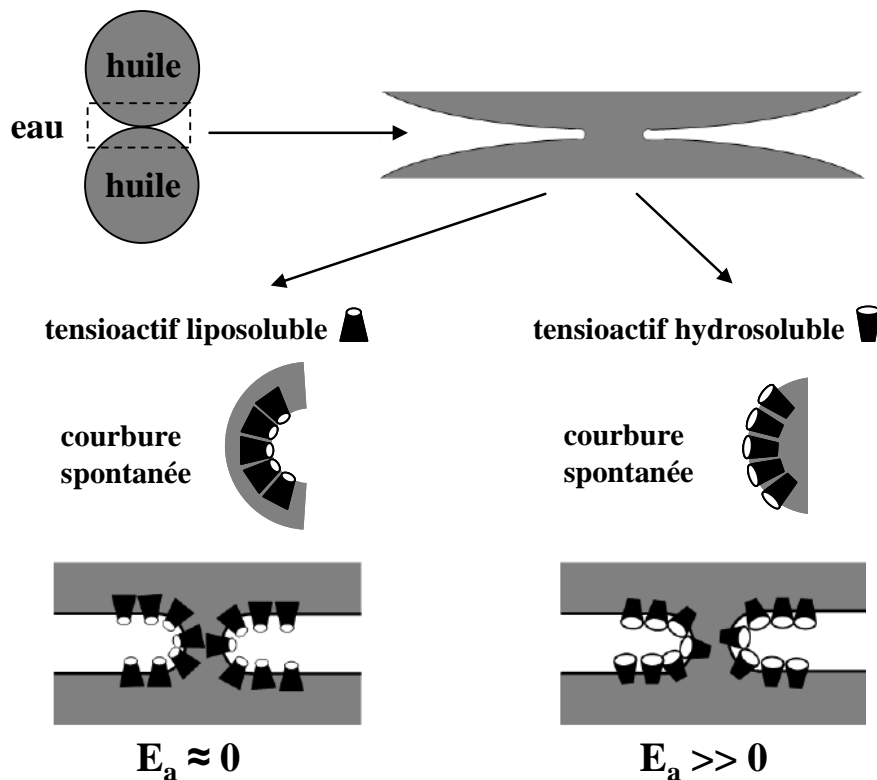 huile
eau
huile
tensioactif liposoluble
tensioactif hydrosoluble
courbure
spontanée
courbure
spontanée
Eₐ ≈ 0
Eₐ >> 0